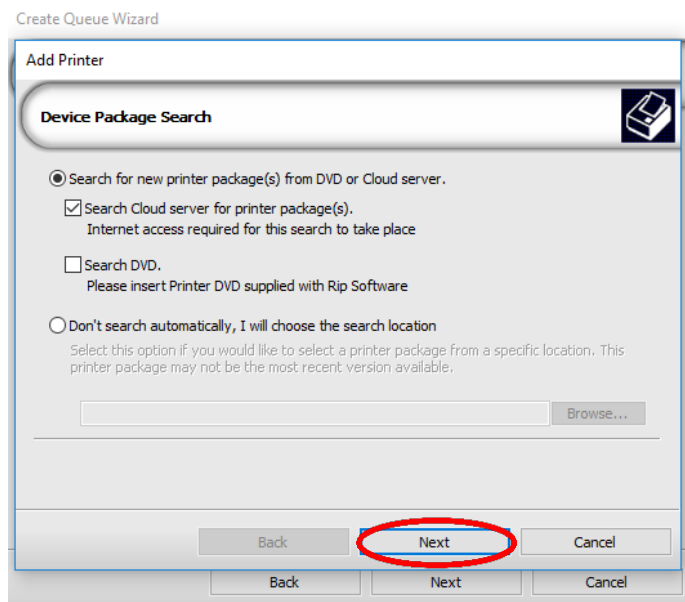 Create Queue Wizard
Add Printer
Device Package Search
Search for new printer package(s) from DVD or Cloud server.
Search Cloud server for printer package(s).
Internet access required for this search to take place
Search DVD.
Please insert Printer DVD supplied with Rip Software
Don't search automatically, I will choose the search location
Select this option if you would like to select a printer package from a specific location. This
printer package may not be the most recent version available.
Browse...
Back Next Cancel
Back Next Cancel